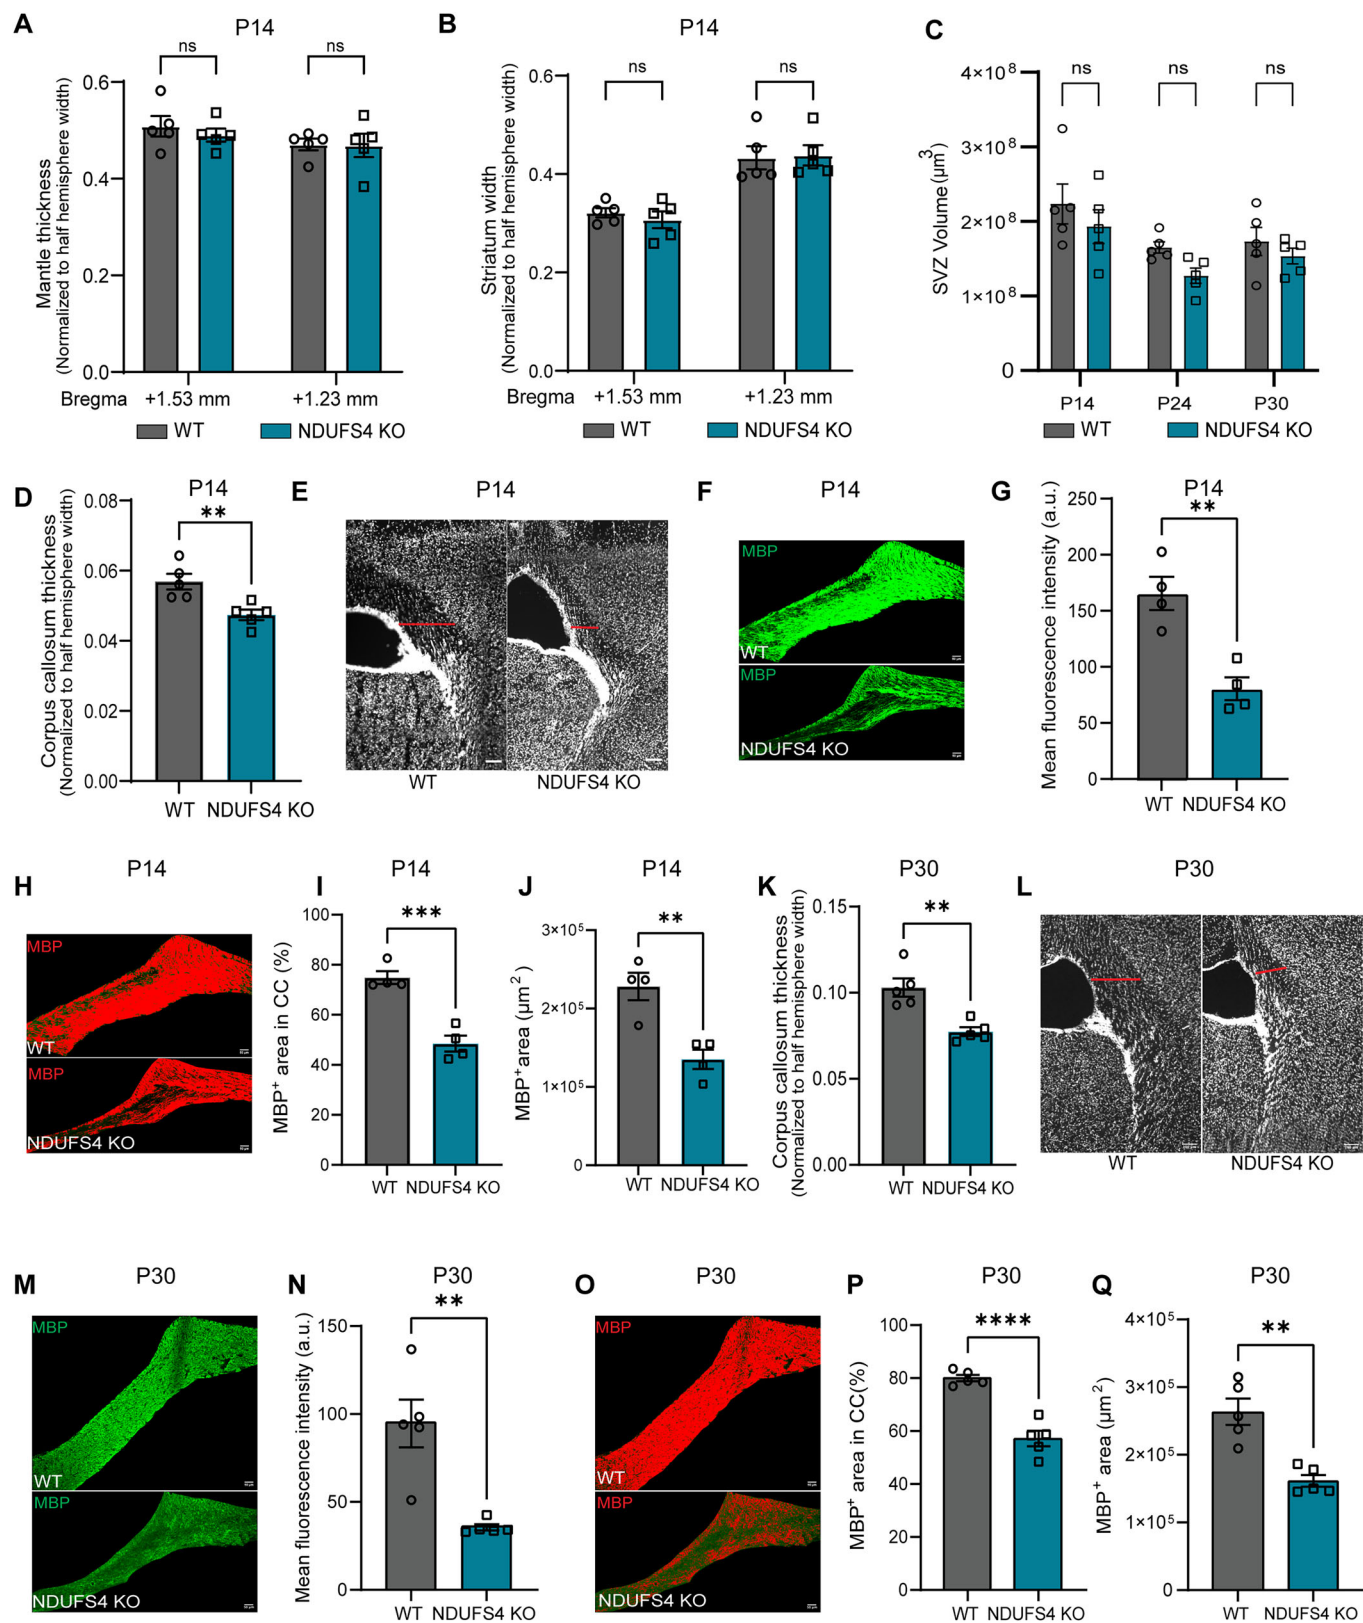 A
P14
ns
ns
Mantle thickness
(Normalized to half hemisphere width)
0.6
0.4
0.2
0.0
Bregma
+1.53 mm
+1.23 mm
WT
NDUFS4 KO
B
P14
ns
ns
Striatum width
(Normalized to half hemisphere width)
0.6
0.4
0.2
0.0
Bregma
+1.53 mm
+1.23 mm
WT
NDUFS4 KO
C
ns
ns
ns
SVZ Volume (µm³)
4×10⁸
3×10⁸
2×10⁸
1×10⁸
0
P14
P24
P30
WT
NDUFS4 KO
D
P14
**
Corpus callosum thickness
(Normalized to half hemisphere width)
0.08
0.06
0.04
0.02
0.00
WT
NDUFS4 KO
E
P14
WT
NDUFS4 KO
F
P14
MBP
WT
MBP
NDUFS4 KO
G
P14
**
Mean fluorescence intensity (a.u.)
250
200
150
100
50
0
WT
NDUFS4 KO
H
P14
MBP
WT
MBP
NDUFS4 KO
I
P14
***
MBP⁺ area in CC (%)
100
80
60
40
20
0
WT
NDUFS4 KO
J
P14
**
MBP⁺ area (µm²)
3×10⁵
2×10⁵
1×10⁵
0
WT
NDUFS4 KO
K
P30
**
Corpus callosum thickness
(Normalized to half hemisphere width)
0.15
0.10
0.05
0.00
WT
NDUFS4 KO
L
P30
WT
NDUFS4 KO
M
P30
MBP
WT
MBP
NDUFS4 KO
N
P30
**
Mean fluorescence intensity (a.u.)
150
100
50
0
WT
NDUFS4 KO
O
P30
MBP
WT
MBP
NDUFS4 KO
P
P30
****
MBP⁺ area in CC(%)
100
80
60
40
20
0
WT
NDUFS4 KO
Q
P30
**
MBP⁺ area (µm²)
4×10⁵
3×10⁵
2×10⁵
1×10⁵
0
WT
NDUFS4 KO